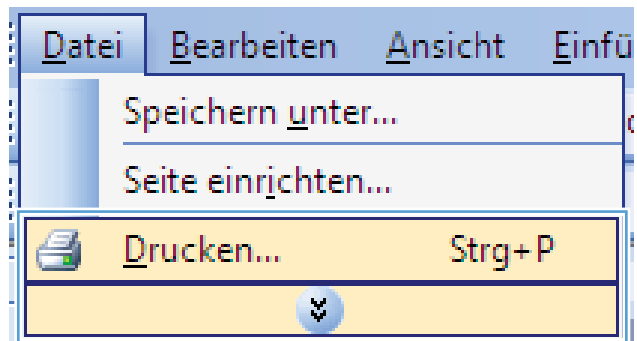 Datei Bearbeiten Ansicht Einfü
Speichern unter...
Seite einrichten...
Drucken... Strg+P